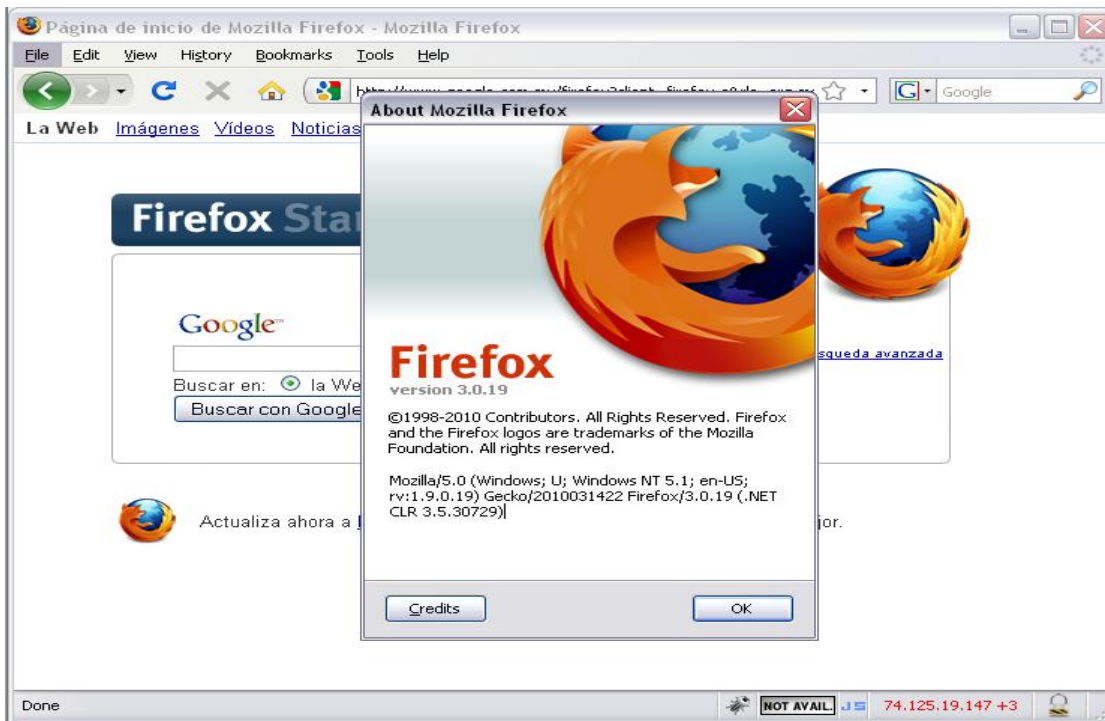 Página de inicio de Mozilla Firefox - Mozilla Firefox
File Edit View History Bookmarks Tools Help
G Google
About Mozilla Firefox
La Web Imágenes Vídeos Noticias
Firefox Sta
Google™
squeda avanzada
Buscar en: la We
Buscar con Google
Firefox
version 3.0.19
©1998-2010 Contributors. All Rights Reserved. Firefox
and the Firefox logos are trademarks of the Mozilla
Foundation. All rights reserved.
Mozilla/5.0 (Windows; U; Windows NT 5.1; en-US;
rv:1.9.0.19) Gecko/2010031422 Firefox/3.0.19 (.NET
CLR 3.5.30729)
Actualiza ahora a
jor.
Credits OK
Done NOT AVAIL. JS 74.125.19.147 +3